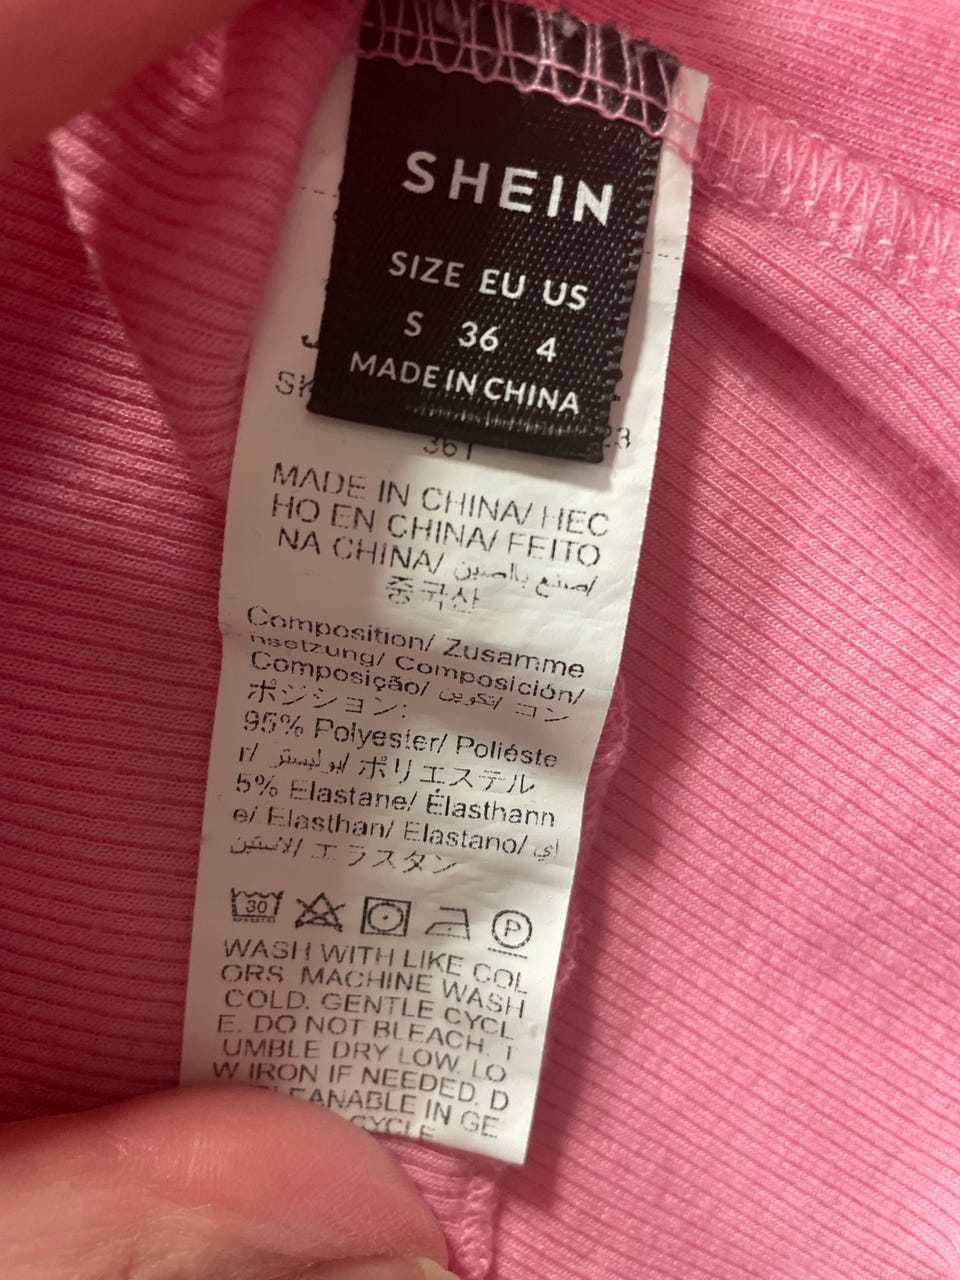 SHEIN
SIZE EU US
S 36 4
MADE IN CHINA
MADE IN CHINA/ HEC
HO EN CHINA/ FEITO
NA CHINA/ صنع بالصين/
중국산
Composition/ Zusamme
nsetzung/ Composición/
Composição/ تكوين/ コン
ポジション:
95% Polyester/ Poliéste
r/ بوليستر/ ポリエステル
5% Elastane/ Élasthann
e/ Elasthan/ Elastano/ إي
لاستين/ エラスタン
30
P
WASH WITH LIKE COL
ORS. MACHINE WASH
COLD. GENTLE CYCL
E. DO NOT BLEACH. T
UMBLE DRY LOW. LO
W IRON IF NEEDED. D
CLEANABLE IN GE
CYCLE